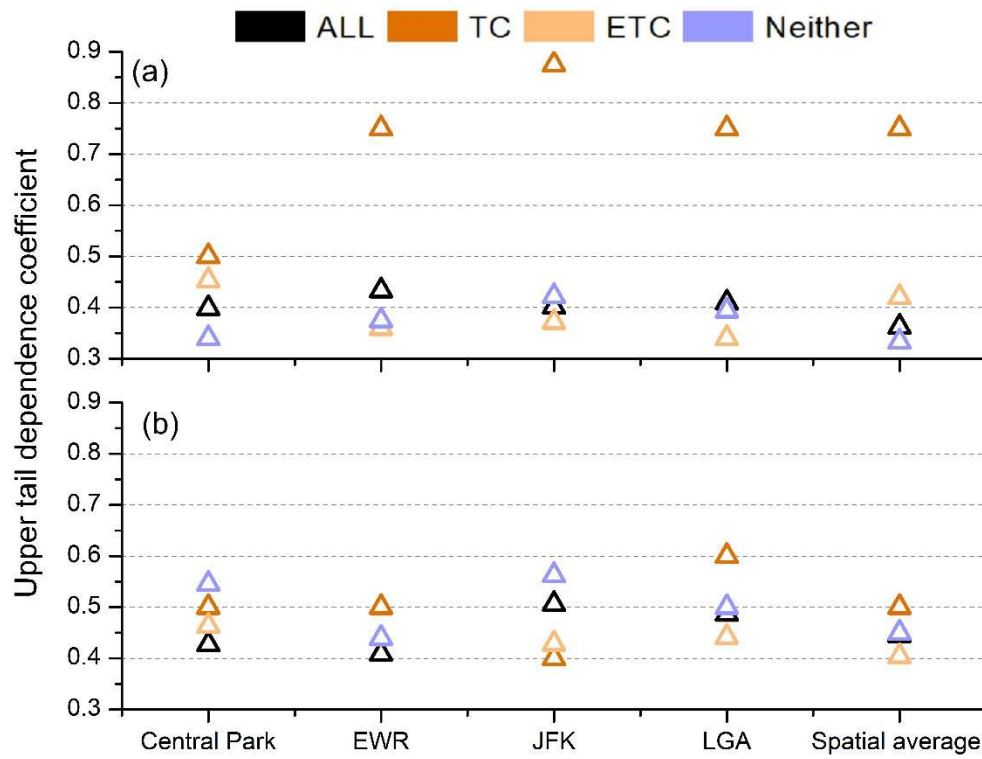 ALL TC ETC Neither
(a)
0.9
0.8
0.7
0.6
0.5
0.4
0.3
(b)
0.9
0.8
0.7
0.6
0.5
0.4
0.3
Upper tail dependence coefficient
Central Park EWR JFK LGA Spatial average